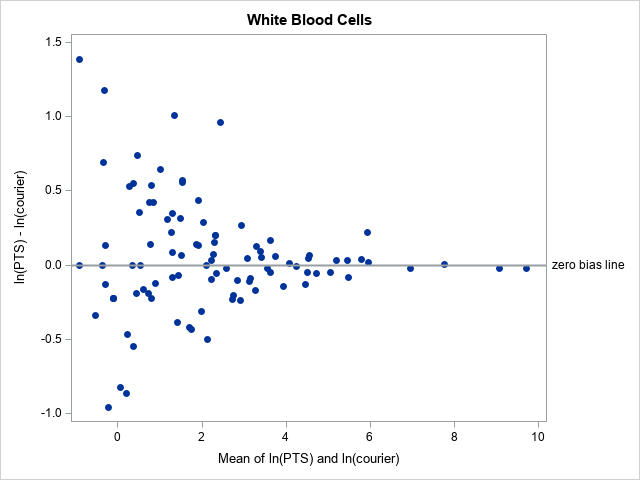 White Blood Cells
ln(PTS) - ln(courier)
1.5
1.0
0.5
0.0
-0.5
-1.0
zero bias line
0 2 4 6 8 10
Mean of ln(PTS) and ln(courier)